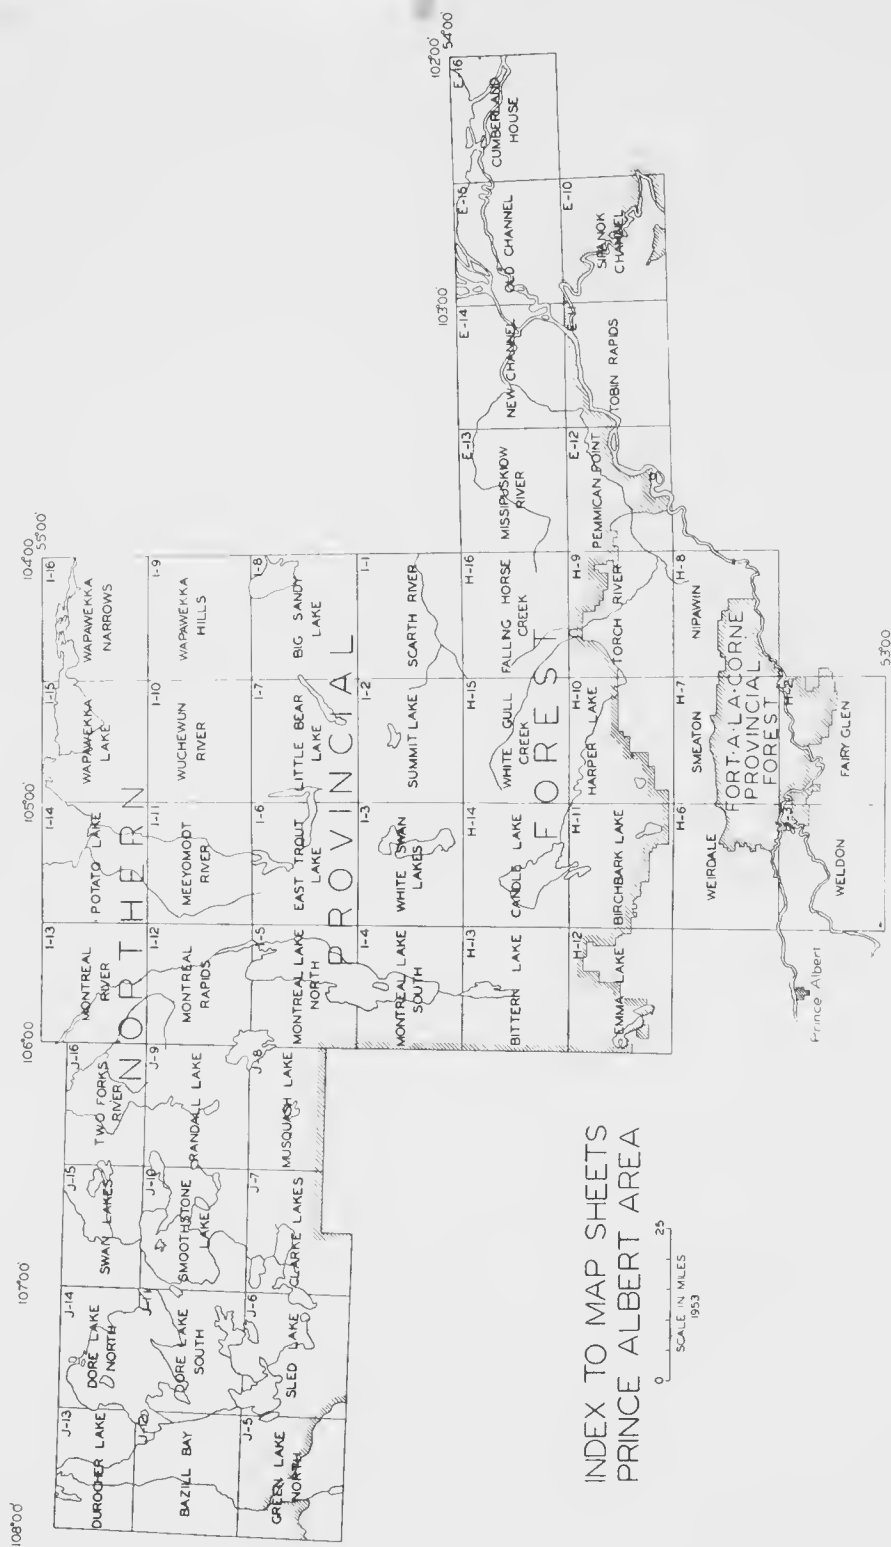 108°00'
107°00'
106°00'
105°00'
104°00'
55°00'
103°00'
102°00'
54°00'
53°00'
J-13
DUROCHER LAKE
J-14
DORE LAKE
NORTH
J-15
SWAN LAKES
J-16
TWO FORKS
RIVER
I-13
MONTREAL
RIVER
I-14
POTATO LAKE
I-15
WAPAWEKKA
LAKE
I-16
WAPAWEKKA
NARROWS
NORTHERN
J-12
BAZILL BAY
J-11
DORE LAKE
SOUTH
J-10
SMOOTHSTONE
LAKE
J-9
RANDALL LAKE
I-12
MONTREAL
RAPIDS
I-11
MEEYOMOOT
RIVER
I-10
WUCHEWUN
RIVER
I-9
WAPAWEKKA
HILLS
J-5
GREEN LAKE
NORTH
J-6
SLED LAKE
J-7
CLARKE LAKES
J-8
MUSQUASH LAKE
I-5
MONTREAL LAKE
NORTH
I-6
EAST TROUT
LAKE
I-7
LITTLE BEAR
LAKE
I-8
BIG SANDY
LAKE
PROVINCIAL
I-4
MONTREAL LAKE
SOUTH
I-3
WHITE SWAN
LAKES
I-2
SUMMIT LAKE
I-1
SCARTH RIVER
H-13
BITTERN LAKE
H-14
CANDLE LAKE
H-15
WHITE GULL
CREEK
H-16
FALLING HORSE
CREEK
E-13
MISSIPUSKIOW
RIVER
E-14
NEW CHANNEL
E-15
OLD CHANNEL
E-16
CUMBERLAND
HOUSE
FOREST
H-12
EMMA LAKE
H-11
BIRCHBARK LAKE
H-10
HARPER LAKE
H-9
TORCH RIVER
E-12
PEMMICAN POINT
E-11
TOBIN RAPIDS
E-10
SIPANOK
CHANNEL
H-6
WEIRDALE
H-7
SMEATON
H-8
NIPAWIN
FORT·A·LA·CORNE
PROVINCIAL
FOREST
H-3
WELDON
H-2
FAIRY GLEN
Prince Albert
INDEX TO MAP SHEETS
PRINCE ALBERT AREA
0 25
SCALE IN MILES
1953